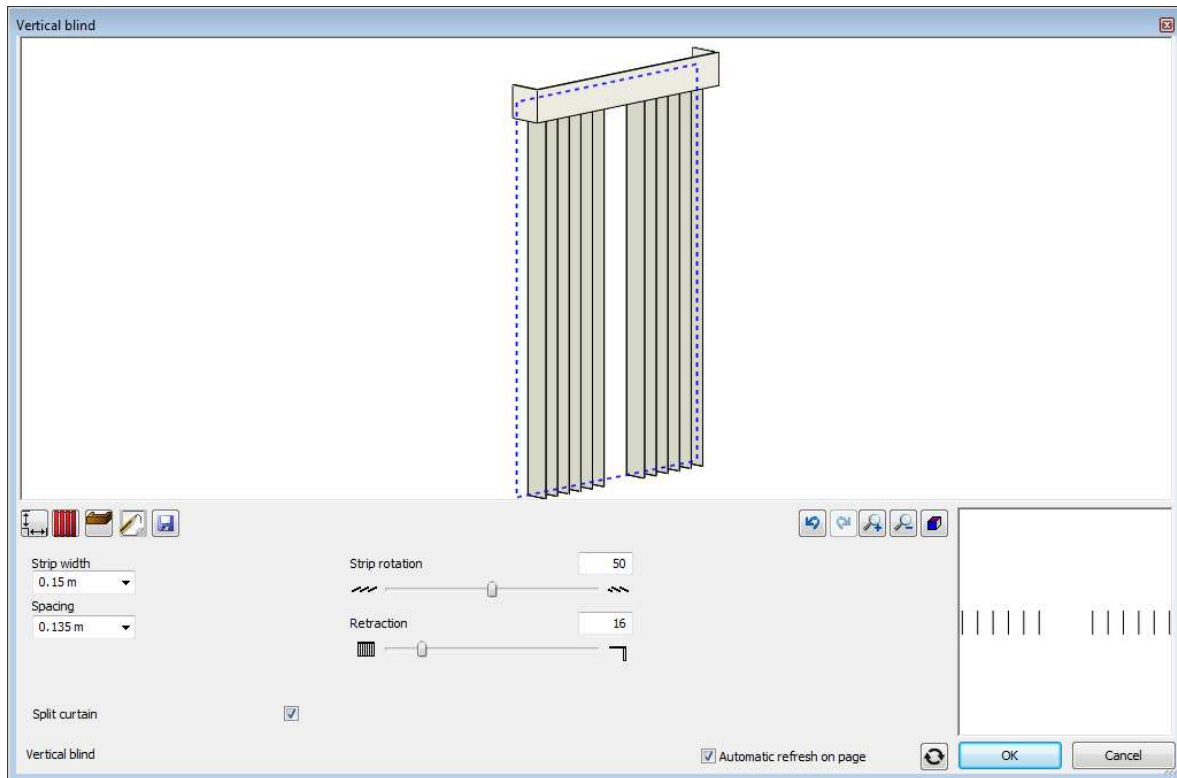 Vertical blind
Strip width
0.15 m
Spacing
0.135 m
Strip rotation
50
Retraction
16
Split curtain
Vertical blind
Automatic refresh on page
OK
Cancel